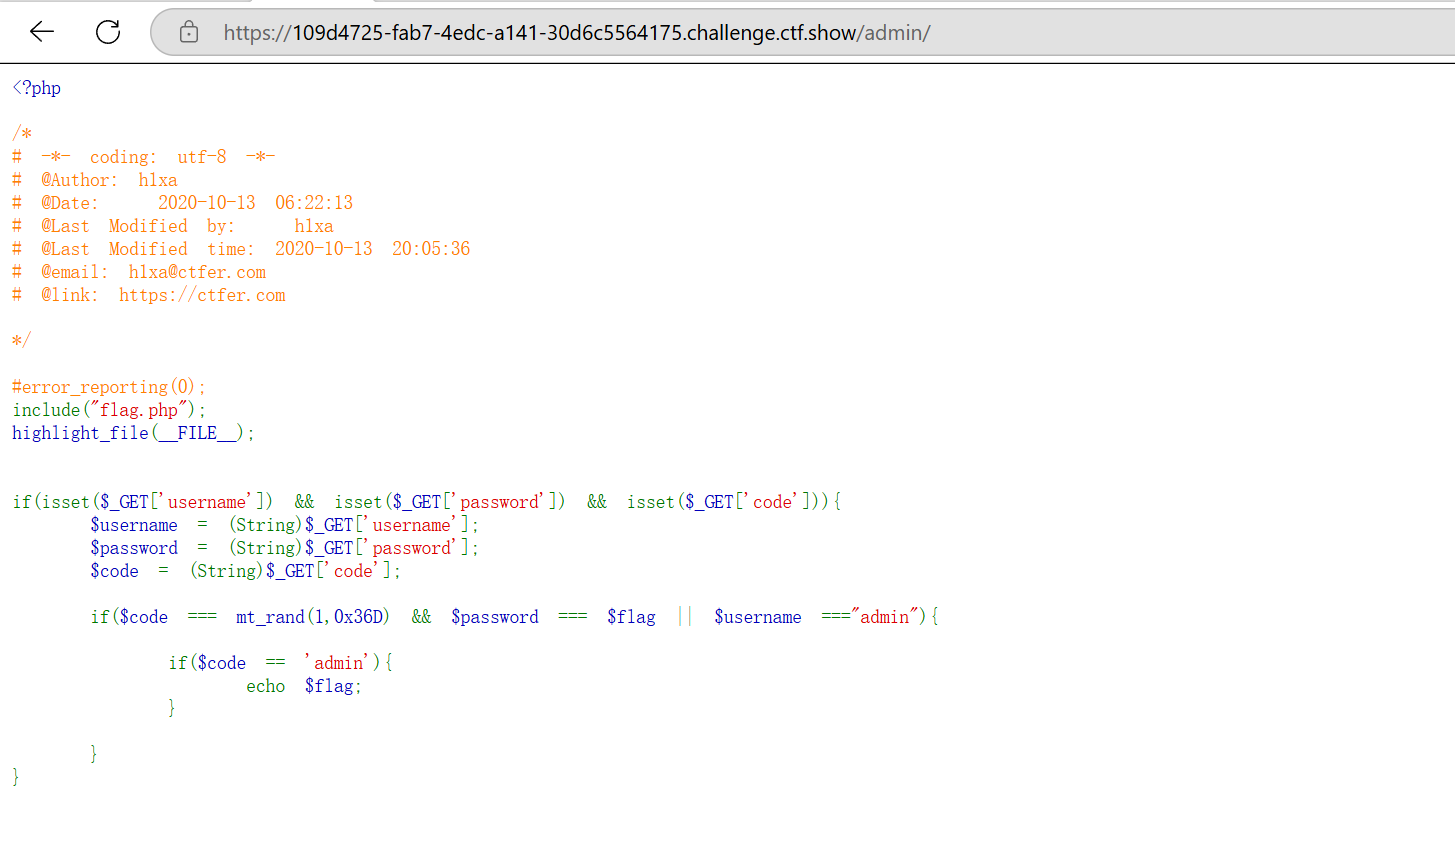 https://109d4725-fab7-4edc-a141-30d6c5564175.challenge.ctf.show/admin/
<?php
/*
# -*- coding: utf-8 -*-
# @Author: hlxa
# @Date:   2020-10-13 06:22:13
# @Last Modified by:   hlxa
# @Last Modified time: 2020-10-13 20:05:36
# @email: hlxa@ctfer.com
# @link: https://ctfer.com
*/
#error_reporting(0);
include("flag.php");
highlight_file(__FILE__);
if(isset($_GET['username']) && isset($_GET['password']) && isset($_GET['code'])){
$username = (String)$_GET['username'];
$password = (String)$_GET['password'];
$code = (String)$_GET['code'];
if($code === mt_rand(1,0x36D) && $password === $flag || $username ==="admin"){
if($code == 'admin'){
echo $flag;
}
}
}